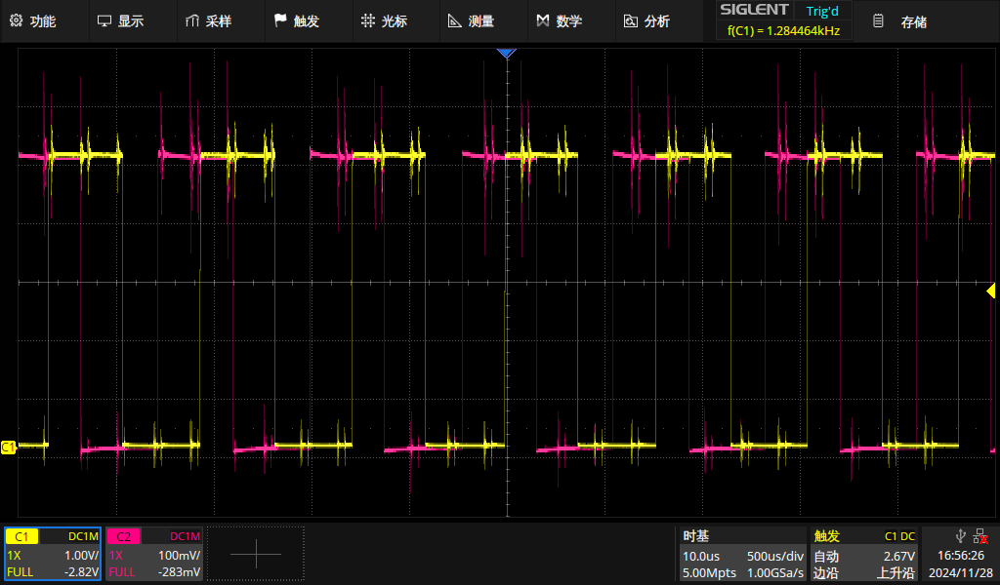 功能 显示 采样 触发 光标 测量 数学 分析 SIGLENT Trig'd 存储
f(C1) = 1.284464kHz
C1
C1 DC1M C2 DC1M 时基 触发 C1 DC
1X 1.00V/ 1X 100mV/ 10.0us 500us/div 自动 2.67V 16:56:26
FULL -2.82V FULL -283mV 5.00Mpts 1.00GSa/s 边沿 上升沿 2024/11/28